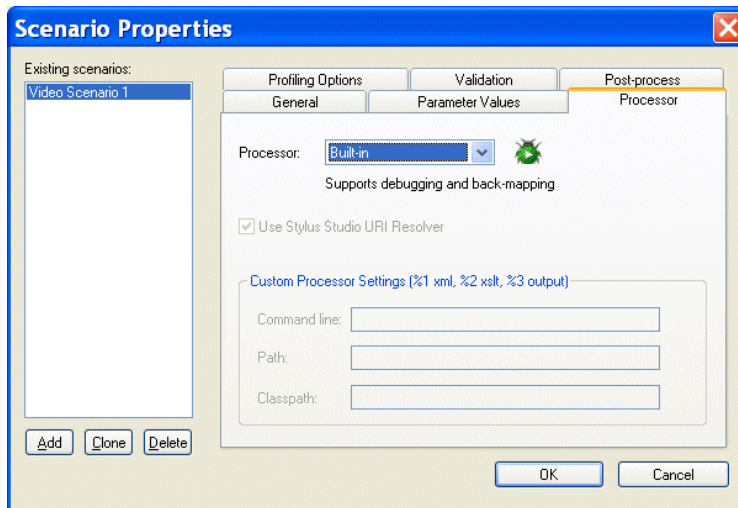 Scenario Properties
Existing scenarios:
Video Scenario 1
Profiling Options
Validation
Post-process
General
Parameter Values
Processor
Processor:
Built-in
Supports debugging and back-mapping
Use Stylus Studio URI Resolver
Custom Processor Settings (%1 xml, %2 xslt, %3 output)
Command line:
Path:
Classpath:
Add
Clone
Delete
OK
Cancel